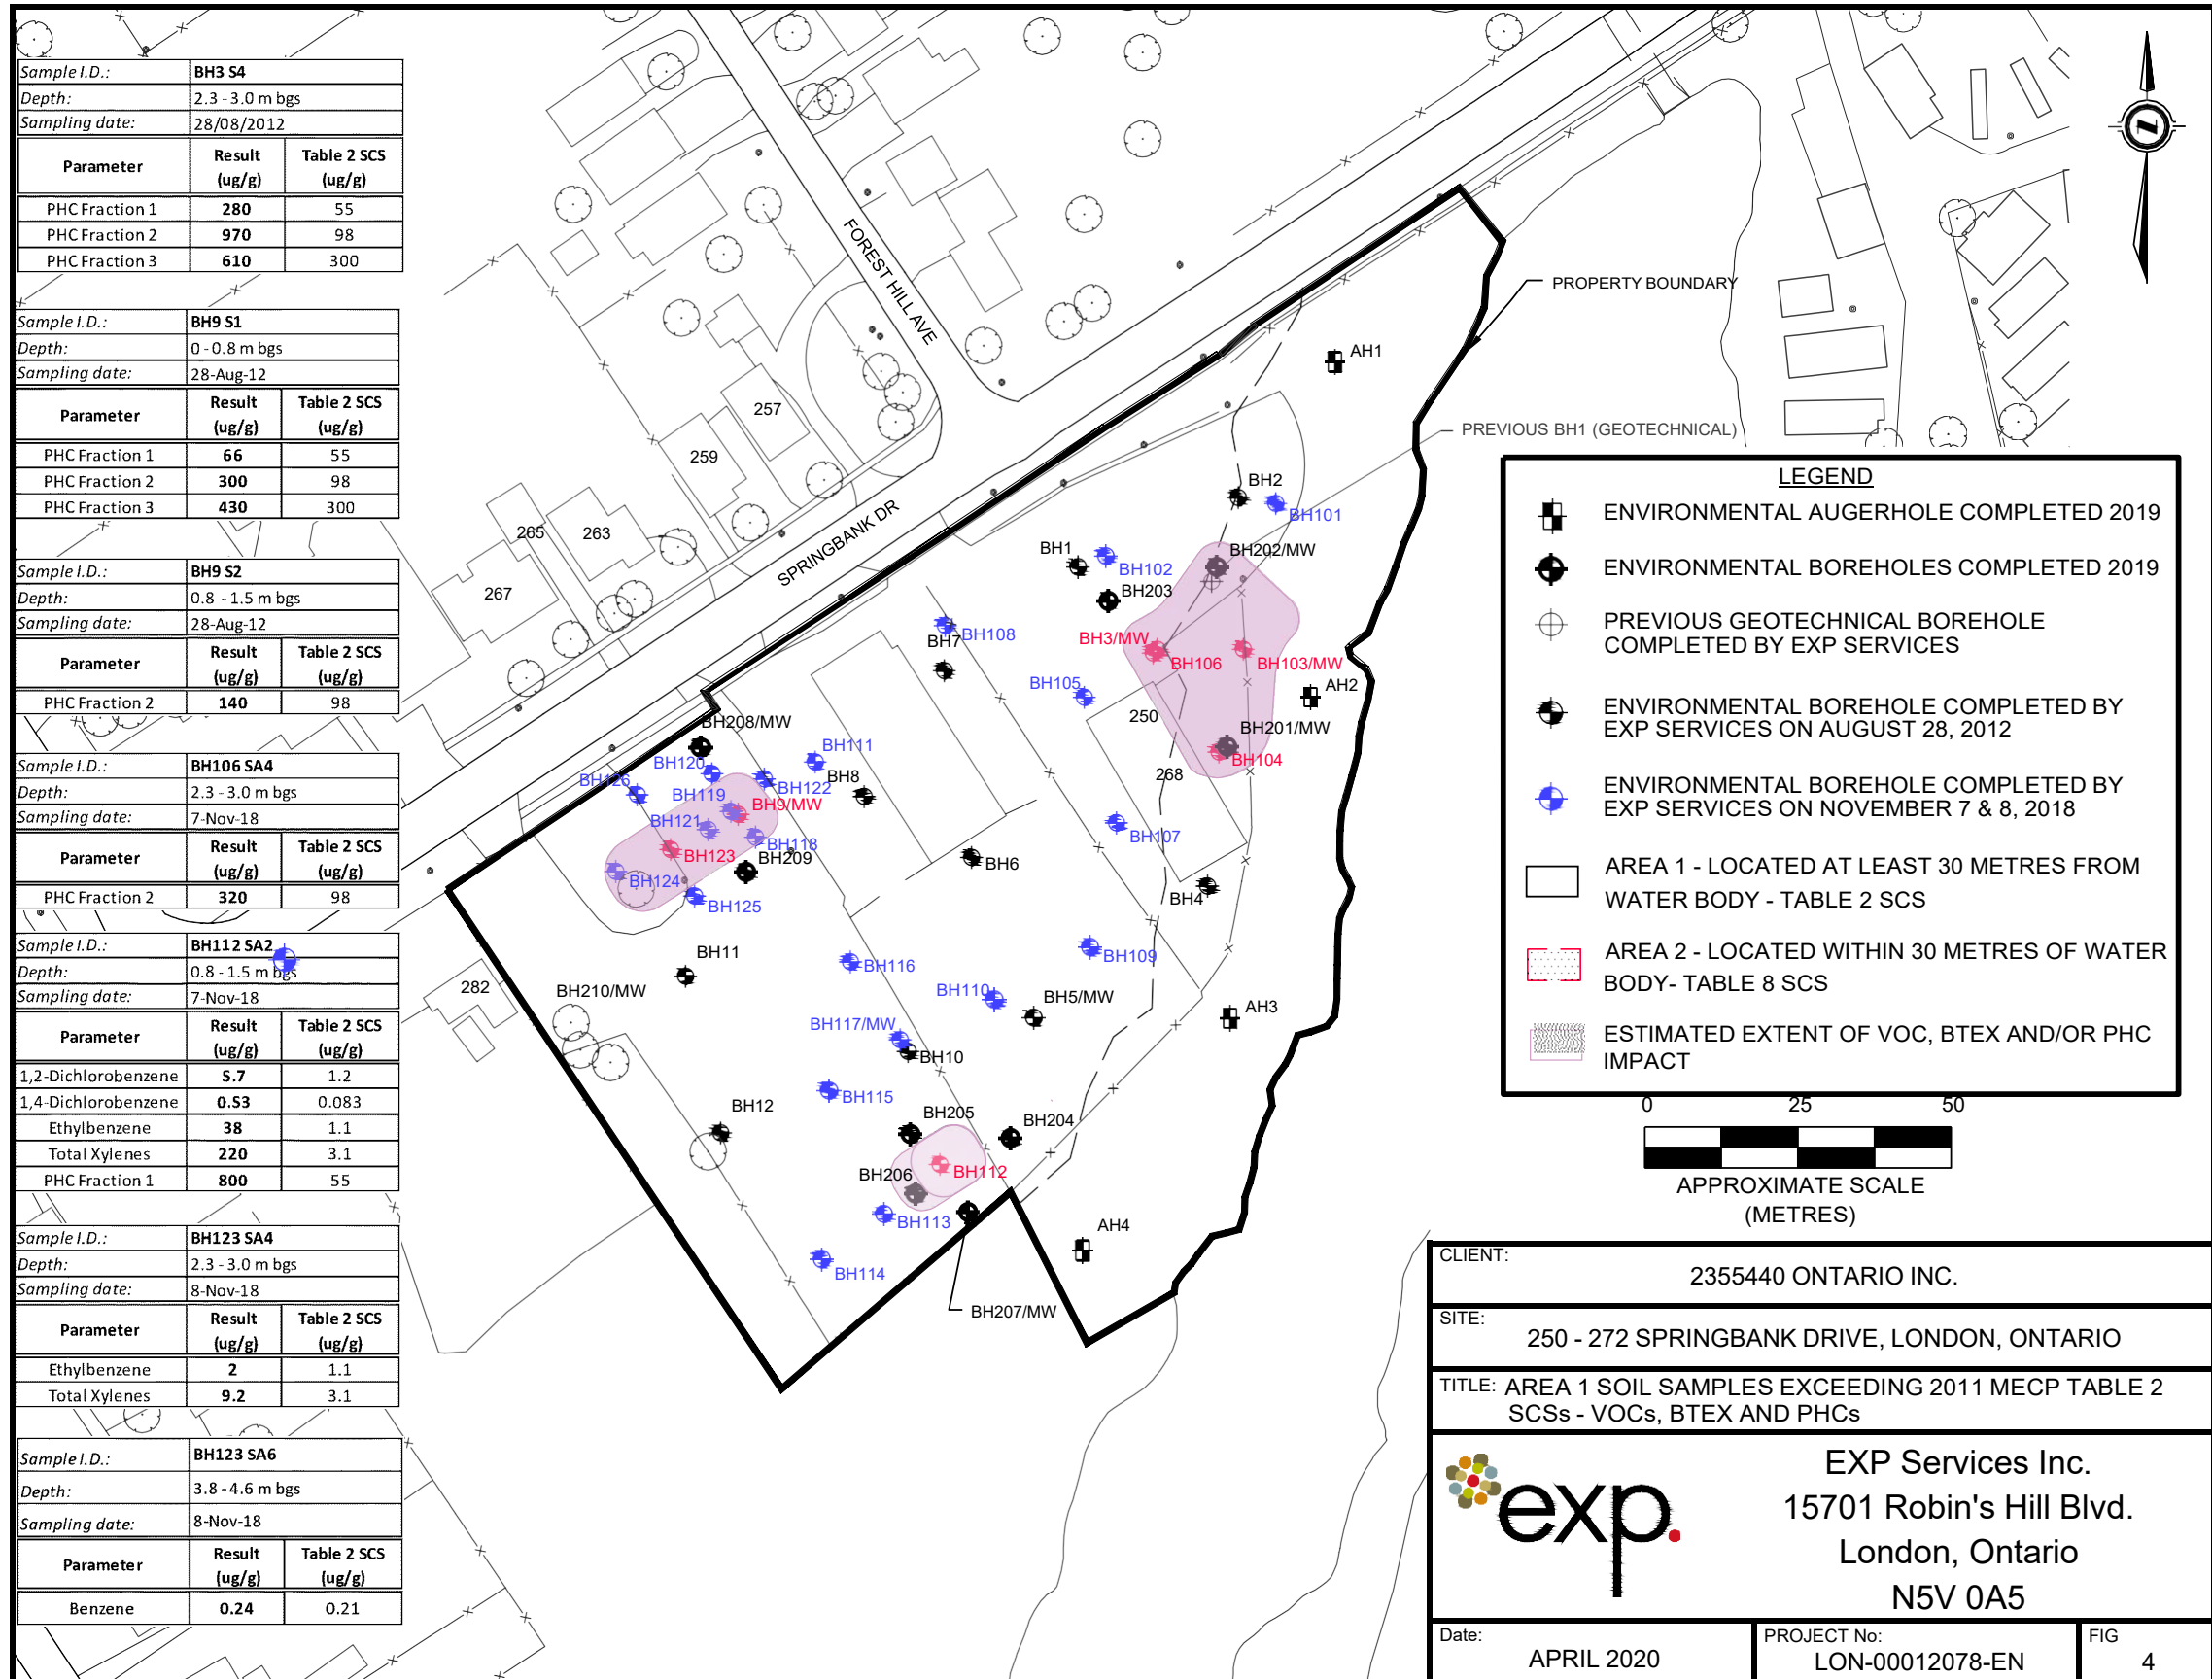 Sample I.D.: BH3 S4
Depth: 2.3 - 3.0 m bgs
Sampling date: 28/08/2012
Parameter Result (ug/g) Table 2 SCS (ug/g)
PHC Fraction 1 280 55
PHC Fraction 2 970 98
PHC Fraction 3 610 300
Sample I.D.: BH9 S1
Depth: 0 - 0.8 m bgs
Sampling date: 28-Aug-12
Parameter Result (ug/g) Table 2 SCS (ug/g)
PHC Fraction 1 66 55
PHC Fraction 2 300 98
PHC Fraction 3 430 300
Sample I.D.: BH9 S2
Depth: 0.8 - 1.5 m bgs
Sampling date: 28-Aug-12
Parameter Result (ug/g) Table 2 SCS (ug/g)
PHC Fraction 2 140 98
Sample I.D.: BH106 SA4
Depth: 2.3 - 3.0 m bgs
Sampling date: 7-Nov-18
Parameter Result (ug/g) Table 2 SCS (ug/g)
PHC Fraction 2 320 98
Sample I.D.: BH112 SA2
Depth: 0.8 - 1.5 m bgs
Sampling date: 7-Nov-18
Parameter Result (ug/g) Table 2 SCS (ug/g)
1,2-Dichlorobenzene 5.7 1.2
1,4-Dichlorobenzene 0.53 0.083
Ethylbenzene 38 1.1
Total Xylenes 220 3.1
PHC Fraction 1 800 55
Sample I.D.: BH123 SA4
Depth: 2.3 - 3.0 m bgs
Sampling date: 8-Nov-18
Parameter Result (ug/g) Table 2 SCS (ug/g)
Ethylbenzene 2 1.1
Total Xylenes 9.2 3.1
Sample I.D.: BH123 SA6
Depth: 3.8 - 4.6 m bgs
Sampling date: 8-Nov-18
Parameter Result (ug/g) Table 2 SCS (ug/g)
Benzene 0.24 0.21
FOREST HILL AVE
SPRINGBANK DR
257
259
263
265
267
282
250
268
PROPERTY BOUNDARY
PREVIOUS BH1 (GEOTECHNICAL)
AH1
BH2
BH101
BH1
BH102
BH202/MW
BH203
BH108
BH7
BH3/MW
BH106
BH103/MW
BH105
AH2
BH201/MW
BH104
BH208/MW
BH111
BH120
BH126
BH122
BH8
BH119
BH9/MW
BH121
BH118
BH107
BH123
BH209
BH6
BH124
BH125
BH4
BH11
BH116
BH109
BH210/MW
BH110
BH5/MW
AH3
BH117/MW
BH10
BH115
BH12
BH205
BH204
BH206
BH112
BH113
AH4
BH114
BH207/MW
LEGEND
ENVIRONMENTAL AUGERHOLE COMPLETED 2019
ENVIRONMENTAL BOREHOLES COMPLETED 2019
PREVIOUS GEOTECHNICAL BOREHOLE
COMPLETED BY EXP SERVICES
ENVIRONMENTAL BOREHOLE COMPLETED BY
EXP SERVICES ON AUGUST 28, 2012
ENVIRONMENTAL BOREHOLE COMPLETED BY
EXP SERVICES ON NOVEMBER 7 & 8, 2018
AREA 1 - LOCATED AT LEAST 30 METRES FROM
WATER BODY - TABLE 2 SCS
AREA 2 - LOCATED WITHIN 30 METRES OF WATER
BODY- TABLE 8 SCS
ESTIMATED EXTENT OF VOC, BTEX AND/OR PHC
IMPACT
0 25 50
APPROXIMATE SCALE
(METRES)
CLIENT:
2355440 ONTARIO INC.
SITE:
250 - 272 SPRINGBANK DRIVE, LONDON, ONTARIO
TITLE: AREA 1 SOIL SAMPLES EXCEEDING 2011 MECP TABLE 2
SCSs - VOCs, BTEX AND PHCs
exp.
EXP Services Inc.
15701 Robin's Hill Blvd.
London, Ontario
N5V 0A5
Date:
APRIL 2020
PROJECT No:
LON-00012078-EN
FIG
4